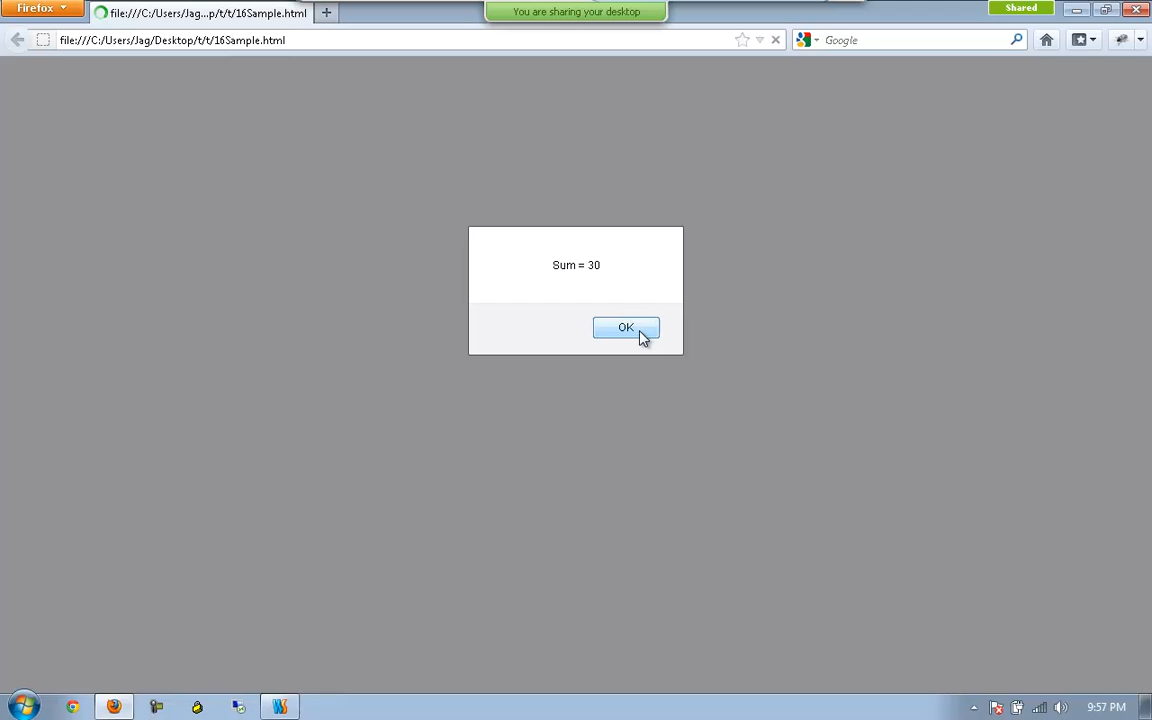 Firefox
file:///C:/Users/Jag...p/t/t/16Sample.html
You are sharing your desktop
Shared
file:///C:/Users/Jag/Desktop/t/t/16Sample.html
Google
Sum = 30
OK
9:57 PM